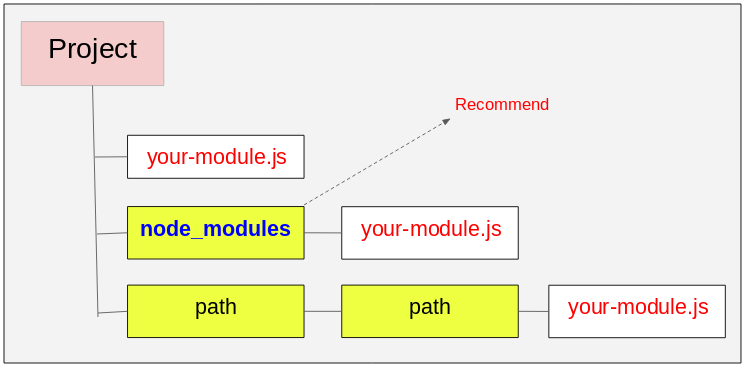 Project
Recommend
your-module.js
node_modules
your-module.js
path
path
your-module.js